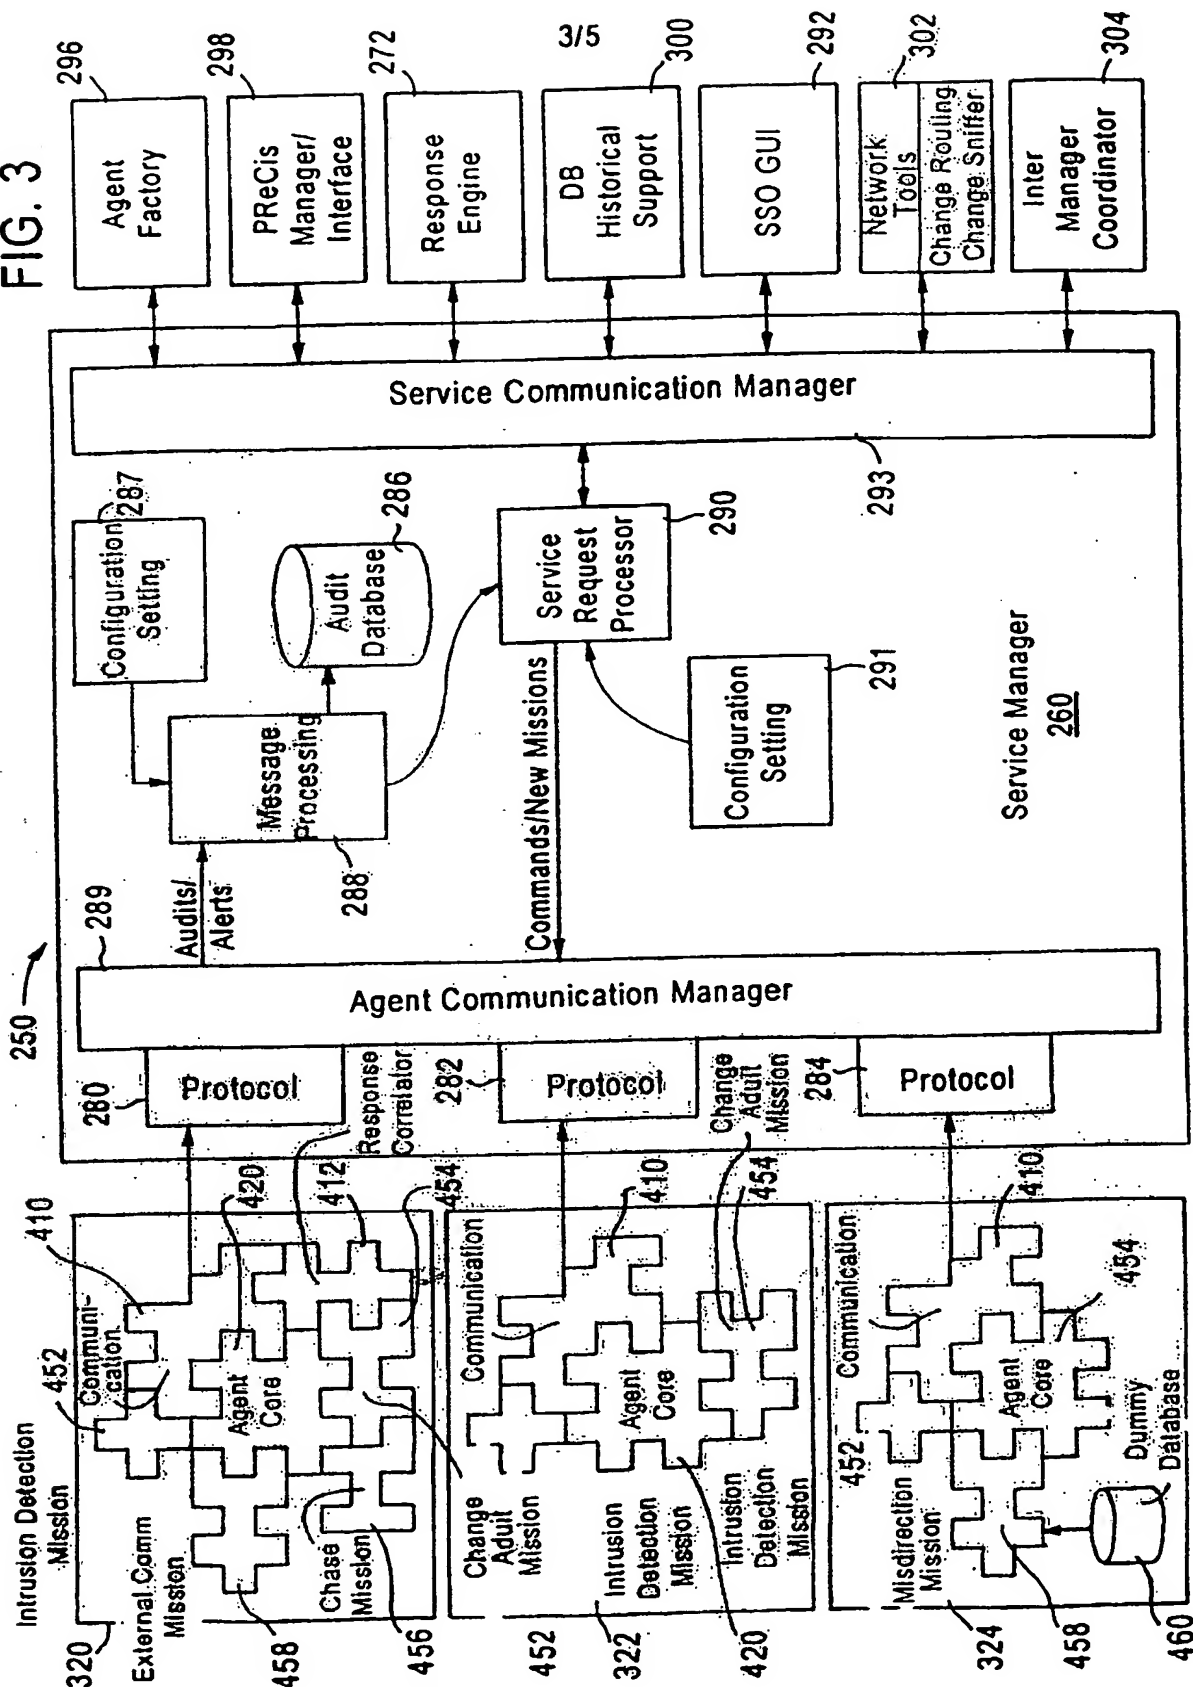 3/5
FIG. 3
296
Agent
Factory
298
PReCis
Manager/
Interface
272
Response
Engine
300
DB
Historical
Support
292
SSO GUI
302
Network
Tools
Change Routing
Change Sniffer
304
Inter
Manager
Coordinator
Service Communication Manager
293
287
Configuration
Setting
286
Audit
Database
290
Service
Request
Processor
Message
Processing
288
291
Configuration
Setting
Commands/New Missions
Service Manager
260
250
289
Audits/
Alerts
Agent Communication Manager
280
Protocol
Response
Correlator
282
Protocol
Change
Adult
Mission
284
Protocol
410
420
412
454
452
Communi-
cation
Agent
Core
Intrusion Detection
Mission
External Comm
Mission
320
458
Chase
Mission
456
Communication
410
454
Agent
Core
Change
Adult
Mission
452
Intrusion
Detection
Mission
322
Intrusion
Detection
Mission
420
Communication
410
454
452
Agent
Core
Misdirection
Mission
324
458
Dummy
Database
460